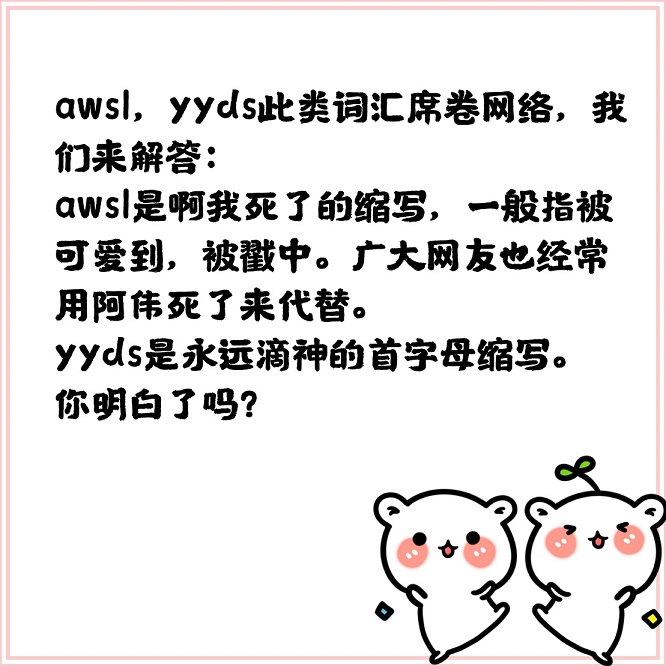 awsl，yyds此类词汇席卷网络，我
们来解答：
awsl是啊我死了的缩写，一般指被
可爱到，被戳中。广大网友也经常
用阿伟死了来代替。
yyds是永远滴神的首字母缩写。
你明白了吗？